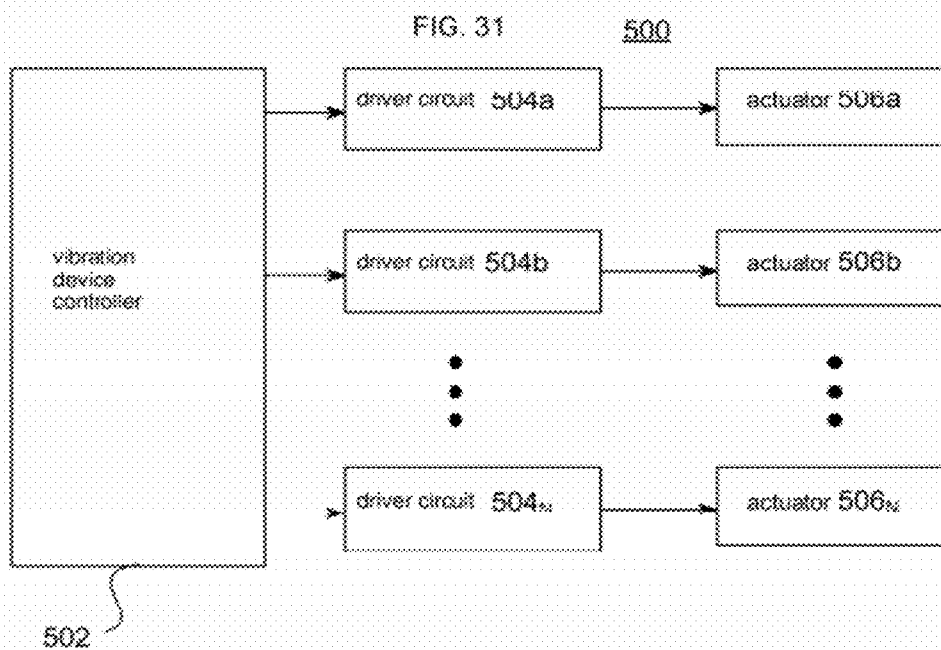 FIG. 31
500
driver circuit 504a
actuator 506a
vibration
device
controller
driver circuit 504b
actuator 506b
driver circuit 504N
actuator 506N
502